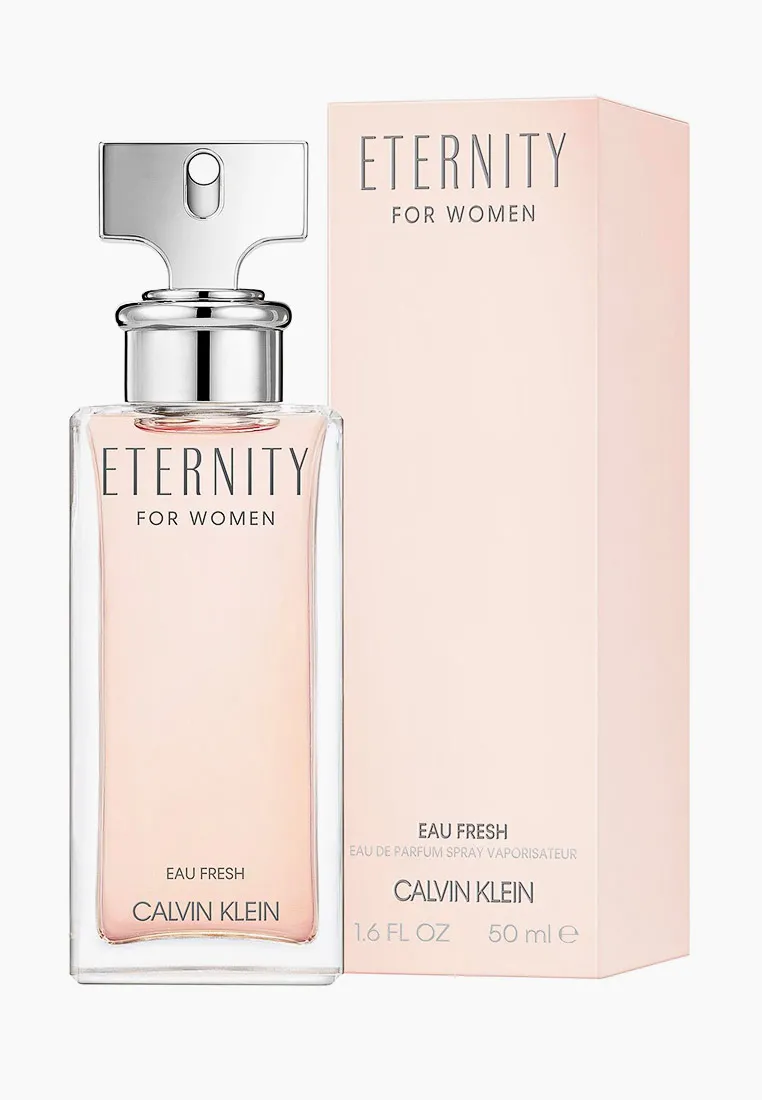 ETERNITY
FOR WOMEN
EAU FRESH
CALVIN KLEIN
ETERNITY
FOR WOMEN
EAU FRESH
EAU DE PARFUM SPRAY VAPORISATEUR
CALVIN KLEIN
1.6 FL OZ 50 ml ℮